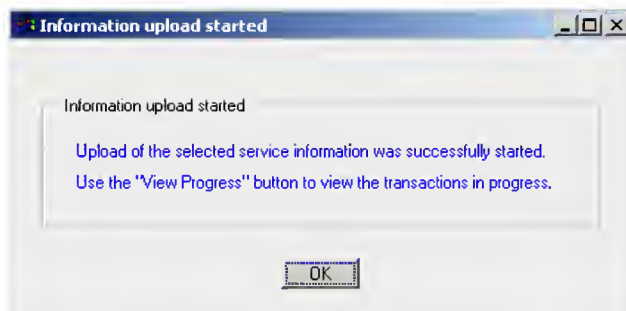 Information upload started
Information upload started
Upload of the selected service information was successfully started.
Use the "View Progress" button to view the transactions in progress.
OK